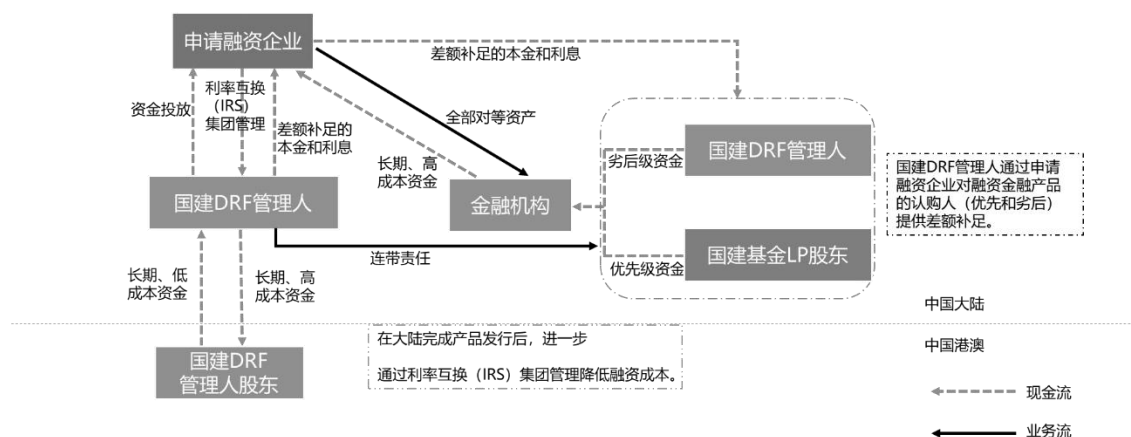 申请融资企业
差额补足的本金和利息
资金投放
利率互换
（IRS）
集团管理
差额补足的
本金和利息
全部对等资产
长期、高
成本资金
劣后级资金
国建DRF管理人
国建DRF管理人
金融机构
国建DRF管理人通过申请
融资企业对融资金融产品
的认购人（优先和劣后）
提供差额补足。
连带责任
优先级资金
国建基金LP股东
长期、低
成本资金
长期、高
成本资金
中国大陆
中国港澳
国建DRF
管理人股东
在大陆完成产品发行后，进一步
通过利率互换（IRS）集团管理降低融资成本。
现金流
业务流